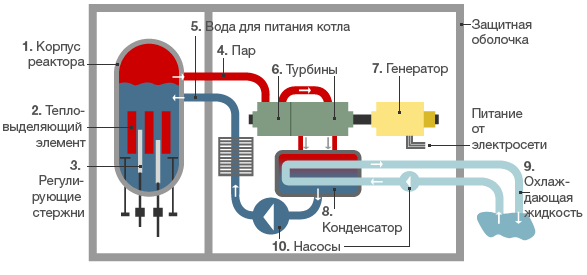 5. Вода для питания котла
Защитная
оболочка
1. Корпус
реактора
4. Пар
6. Турбины
7. Генератор
2. Тепло-
выделяющий
элемент
Питание
от
электросети
3.
Регули-
рующие
стержни
9.
Охлаж-
дающая
жидкость
8.
Конденсатор
10. Насосы